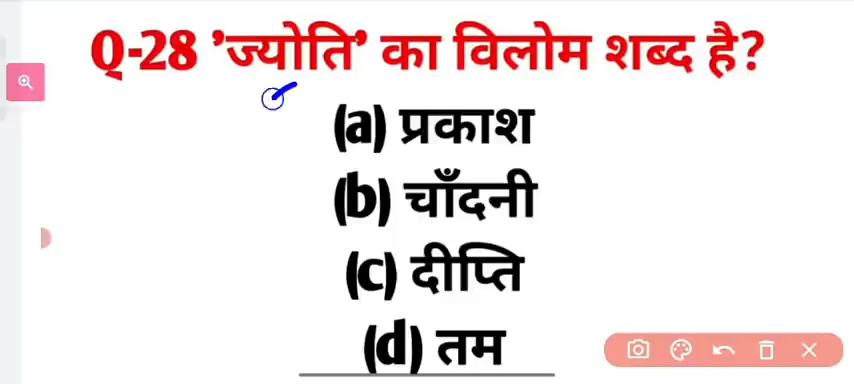 Q-28 'ज्योति' का विलोम शब्द है?
(a) प्रकाश
(b) चाँदनी
(c) दीप्ति
(d) तम